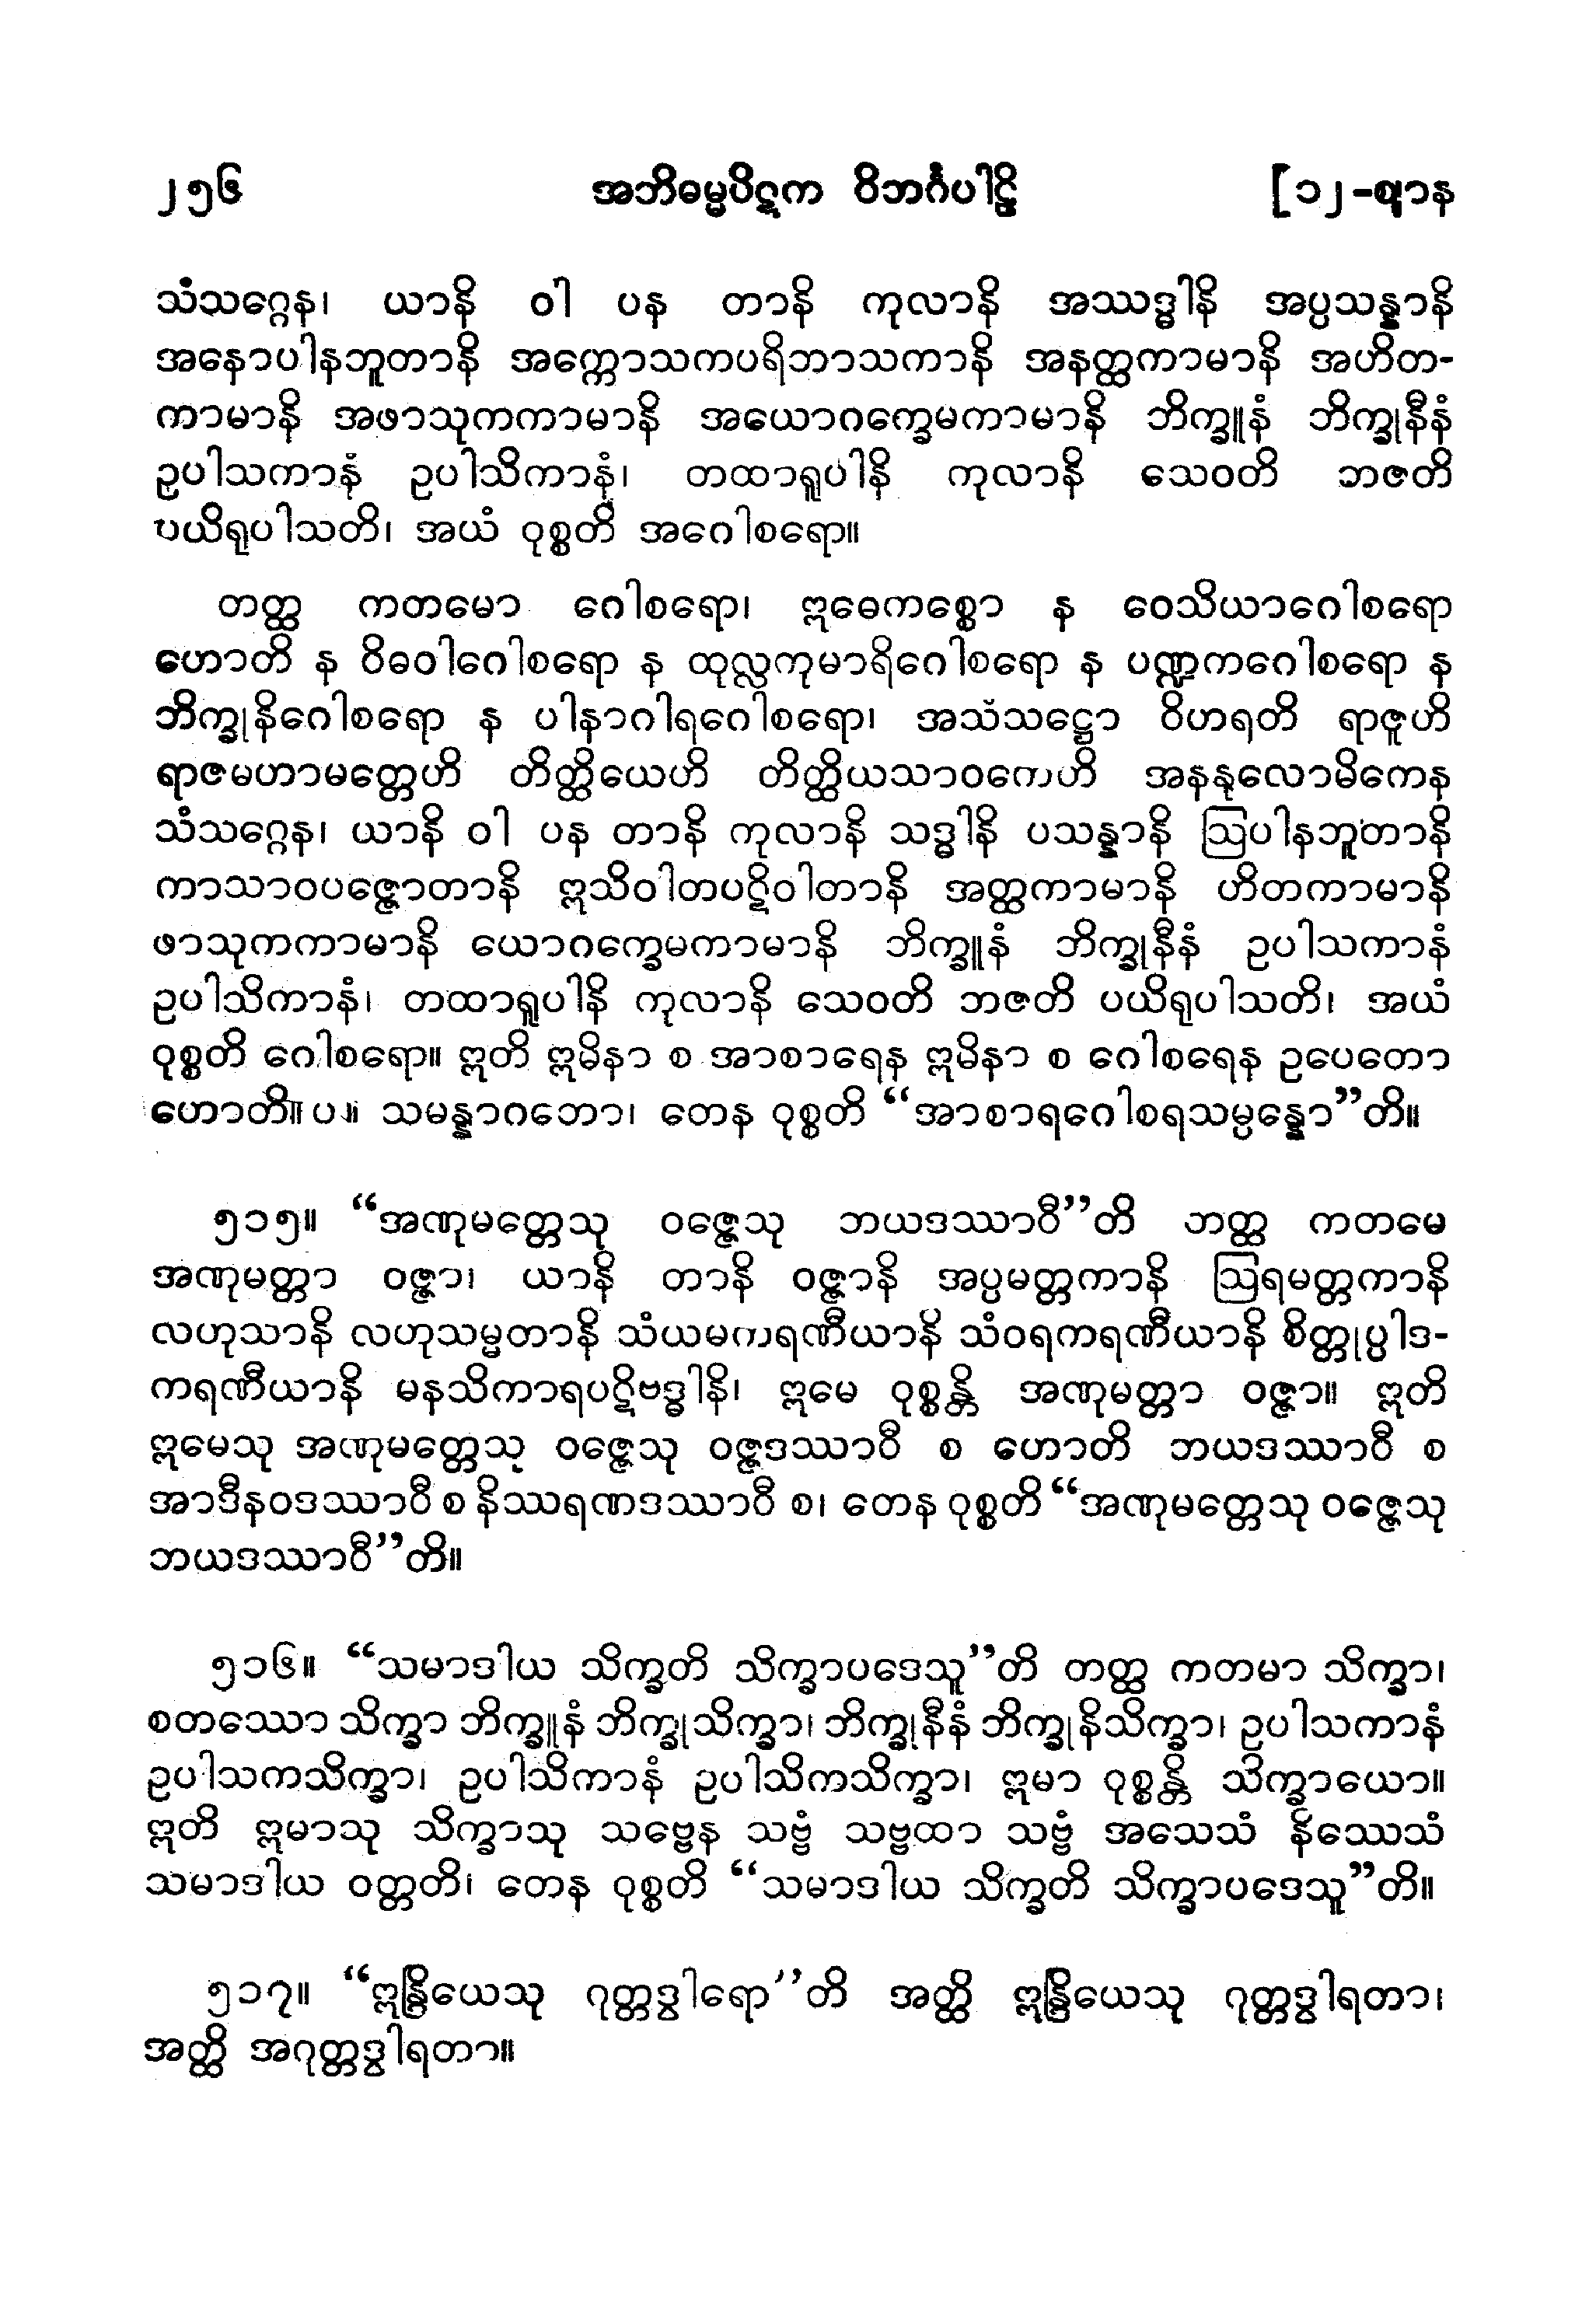 ၂၅၆ အဘိဓမ္မပိဋက ဝိဘင်္ဂပါဠိ [၁၂-ဈာန
သံသဂ္ဂေန၊ ယာနိ ဝါ ပန တာနိ ကုလာနိ အဿဒ္ဓါနိ အပ္ပသန္နာနိ
အနောပါနဘူတာနိ အက္ကောသကပရိဘာသကာနိ အနတ္ထကာမာနိ အဟိတ-
ကာမာနိ အဖာသုကကာမာနိ အယောဂက္ခေမကာမာနိ ဘိက္ခူနံ ဘိက္ခုနီနံ
ဥပါသကာနံ ဥပါသိကာနံ၊ တထာရူပါနိ ကုလာနိ သေဝတိ ဘဇတိ
ပယိရုပါသတိ၊ အယံ ဝုစ္စတိ အဂေါစရော။
တတ္ထ ကတမော ဂေါစရော၊ ဣဓေကစ္စော န ဝေသိယာဂေါစရော
ဟောတိ န ဝိဓဝါဂေါစရော န ထုလ္လကုမာရိဂေါစရော န ပဏ္ဍကဂေါစရော န
ဘိက္ခုနိဂေါစရော န ပါနာဂါရဂေါစရော၊ အသံသဋ္ဌော ဝိဟရတိ ရာဇူဟိ
ရာဇမဟာမတ္တေဟိ တိတ္ထိယေဟိ တိတ္ထိယသာဝကေဟိ အနနုလောမိကေန
သံသဂ္ဂေန၊ ယာနိ ဝါ ပန တာနိ ကုလာနိ သဒ္ဓါနိ ပသန္နာနိ ဩပါနဘူတာနိ
ကာသာဝပဇ္ဇောတာနိ ဣသိဝါတပဋိဝါတာနိ အတ္ထကာမာနိ ဟိတကာမာနိ
ဖာသုကကာမာနိ ယောဂက္ခေမကာမာနိ ဘိက္ခူနံ ဘိက္ခုနီနံ ဥပါသကာနံ
ဥပါသိကာနံ၊ တထာရူပါနိ ကုလာနိ သေဝတိ ဘဇတိ ပယိရုပါသတိ၊ အယံ
ဝုစ္စတိ ဂေါစရော။ ဣတိ ဣမိနာ စ အာစာရေန ဣမိနာ စ ဂေါစရေန ဥပေတော
ဟောတိ။ ပ။ သမန္နာဂတော၊ တေန ဝုစ္စတိ “အာစာရဂေါစရသမ္ပန္နော”တိ။
၅၁၅။ “အဏုမတ္တေသု ဝဇ္ဇေသု ဘယဒဿာဝီ”တိ တတ္ထ ကတမေ
အဏုမတ္တာ ဝဇ္ဇာ၊ ယာနိ တာနိ ဝဇ္ဇာနိ အပ္ပမတ္တကာနိ ဩရမတ္တကာနိ
လဟုသာနိ လဟုသမ္မတာနိ သံယမကရဏီယာနိ သံဝရကရဏီယာနိ စိတ္တုပ္ပါဒ-
ကရဏီယာနိ မနသိကာရပဋိဗဒ္ဓါနိ၊ ဣမေ ဝုစ္စန္တိ အဏုမတ္တာ ဝဇ္ဇာ။ ဣတိ
ဣမေသု အဏုမတ္တေသု ဝဇ္ဇေသု ဝဇ္ဇဒဿာဝီ စ ဟောတိ ဘယဒဿာဝီ စ
အာဒီနဝဒဿာဝီ စ နိဿရဏဒဿာဝီ စ၊ တေန ဝုစ္စတိ “အဏုမတ္တေသု ဝဇ္ဇေသု
ဘယဒဿာဝီ”တိ။
၅၁၆။ “သမာဒါယ သိက္ခတိ သိက္ခာပဒေသူ”တိ တတ္ထ ကတမာ သိက္ခာ၊
စတဿော သိက္ခာ ဘိက္ခူနံ ဘိက္ခုသိက္ခာ၊ ဘိက္ခုနီနံ ဘိက္ခုနိသိက္ခာ၊ ဥပါသကာနံ
ဥပါသကသိက္ခာ၊ ဥပါသိကာနံ ဥပါသိကသိက္ခာ၊ ဣမာ ဝုစ္စန္တိ သိက္ခာယော။
ဣတိ ဣမာသု သိက္ခာသု သဗ္ဗေန သဗ္ဗံ သဗ္ဗထာ သဗ္ဗံ အသေသံ နိဿေသံ
သမာဒါယ ဝတ္တတိ၊ တေန ဝုစ္စတိ “သမာဒါယ သိက္ခတိ သိက္ခာပဒေသူ”တိ။
၅၁၇။ “ဣန္ဒြိယေသု ဂုတ္တဒွါရော”တိ အတ္ထိ ဣန္ဒြိယေသု ဂုတ္တဒွါရတာ၊
အတ္ထိ အဂုတ္တဒွါရတာ။